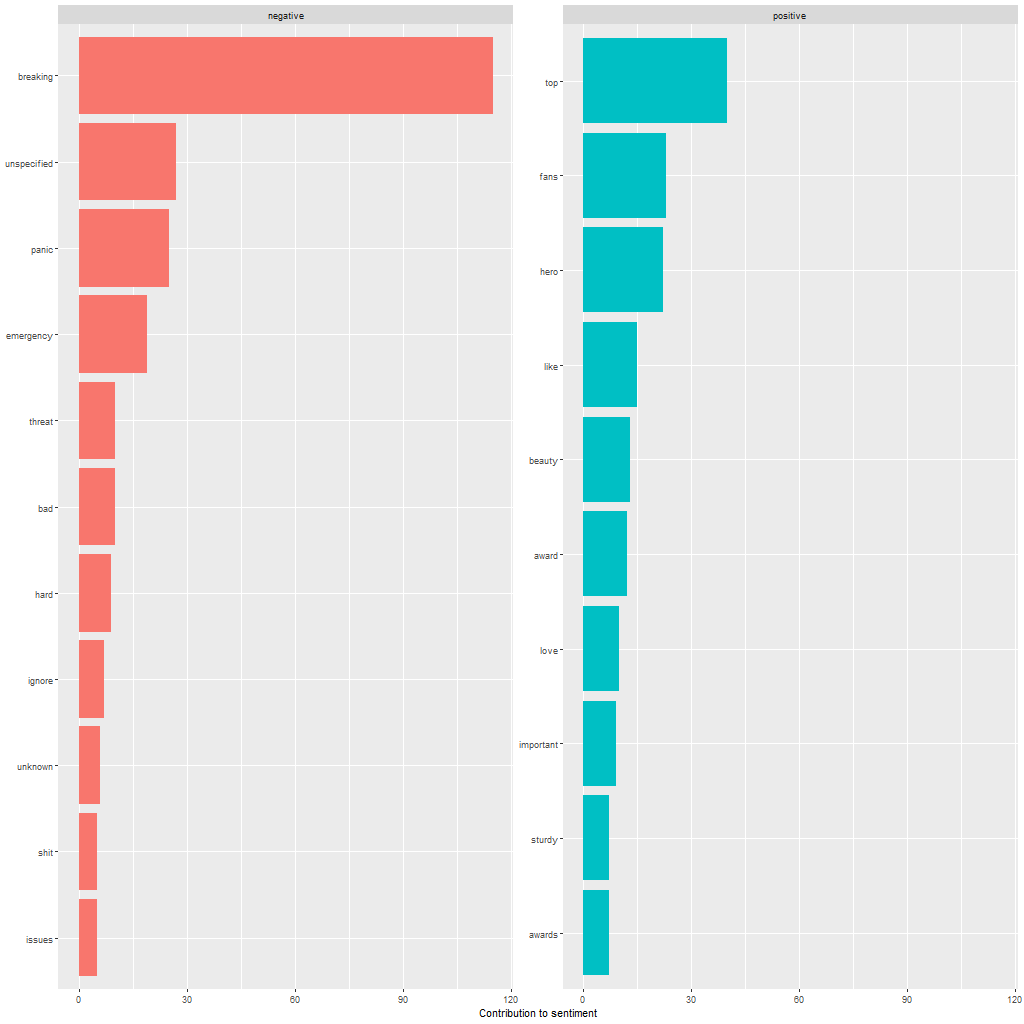 negative
breaking
unspecified
panic
emergency
threat
bad
hard
ignore
unknown
shit
issues
0 30 60 90 120
positive
top
fans
hero
like
beauty
award
love
important
sturdy
awards
0 30 60 90 120
Contribution to sentiment